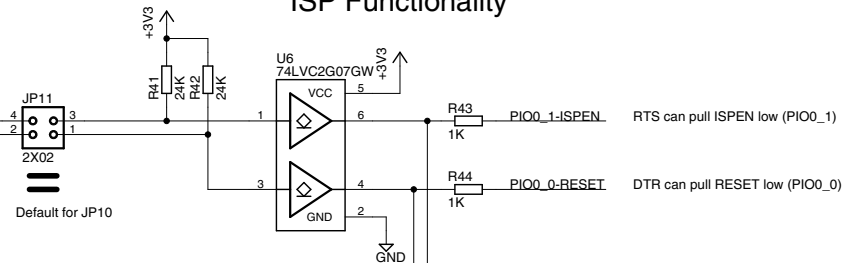 ISP Functionality
+3V3
R41
24K
R42
24K
U6
74LVC2G07GW
+3V3
VCC
5
JP11
4
3
2
1
2X02
Default for JP10
1
6
3
4
GND
2
GND
R43
1K
PIO0_1-ISPEN
RTS can pull ISPEN low (PIO0_1)
R44
1K
PIO0_0-RESET
DTR can pull RESET low (PIO0_0)